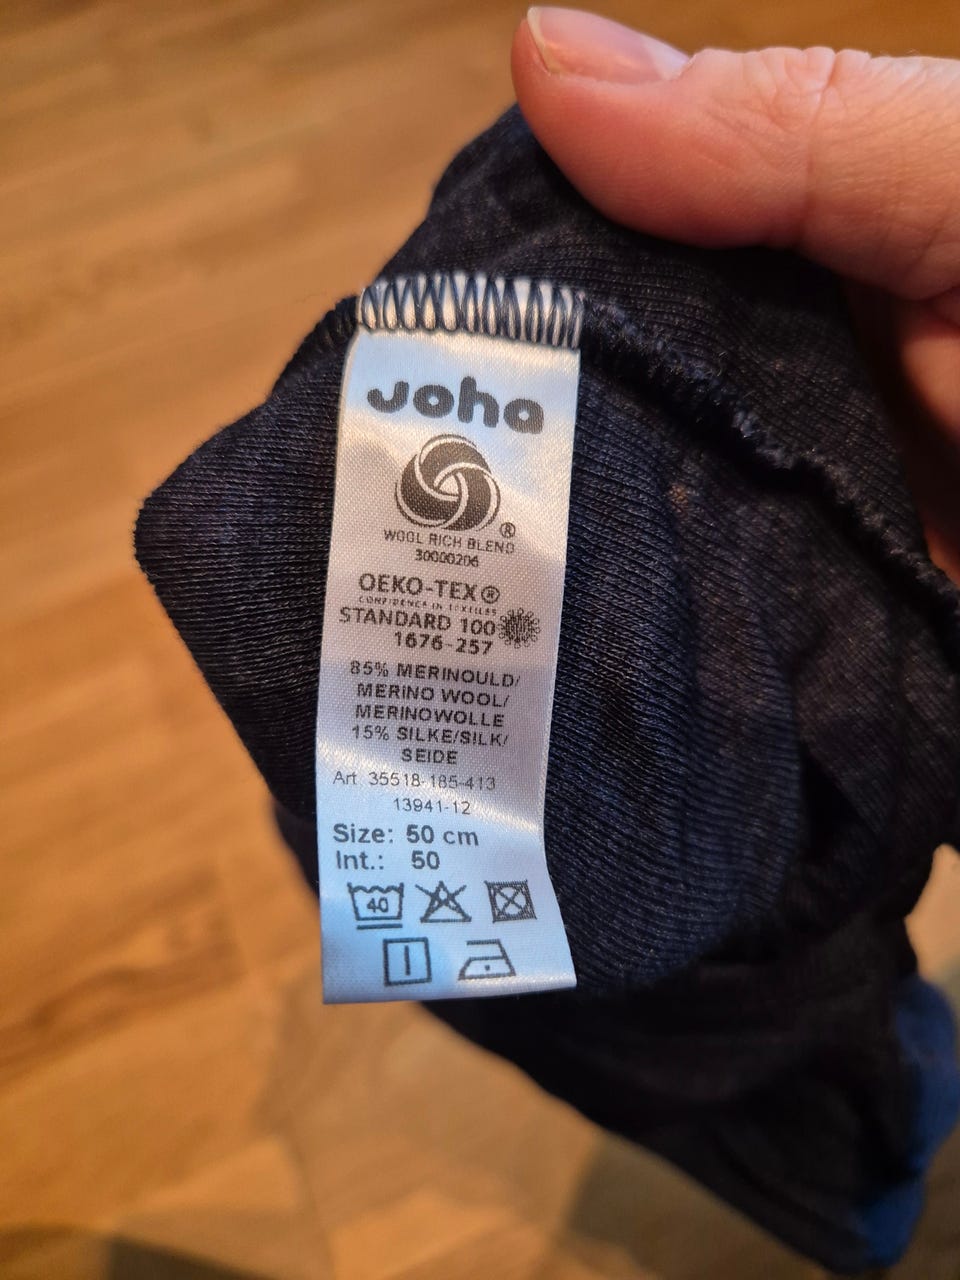 Joha
®
WOOL RICH BLEND
30000206
OEKO-TEX®
CONFIDENCE IN TEXTILES
STANDARD 100
1676-257
85% MERINOULD/
MERINO WOOL/
MERINOWOLLE
15% SILKE/SILK/
SEIDE
Art 35518-185-413
13941-12
Size: 50 cm
Int.: 50
40